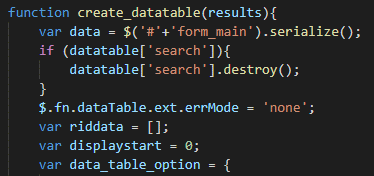 function create_datatable(results){
var data = $('#'+'form_main').serialize();
if (datatable['search']){
datatable['search'].destroy();
}
$.fn.dataTable.ext.errMode = 'none';
var riddata = [];
var displaystart = 0;
var data_table_option = {